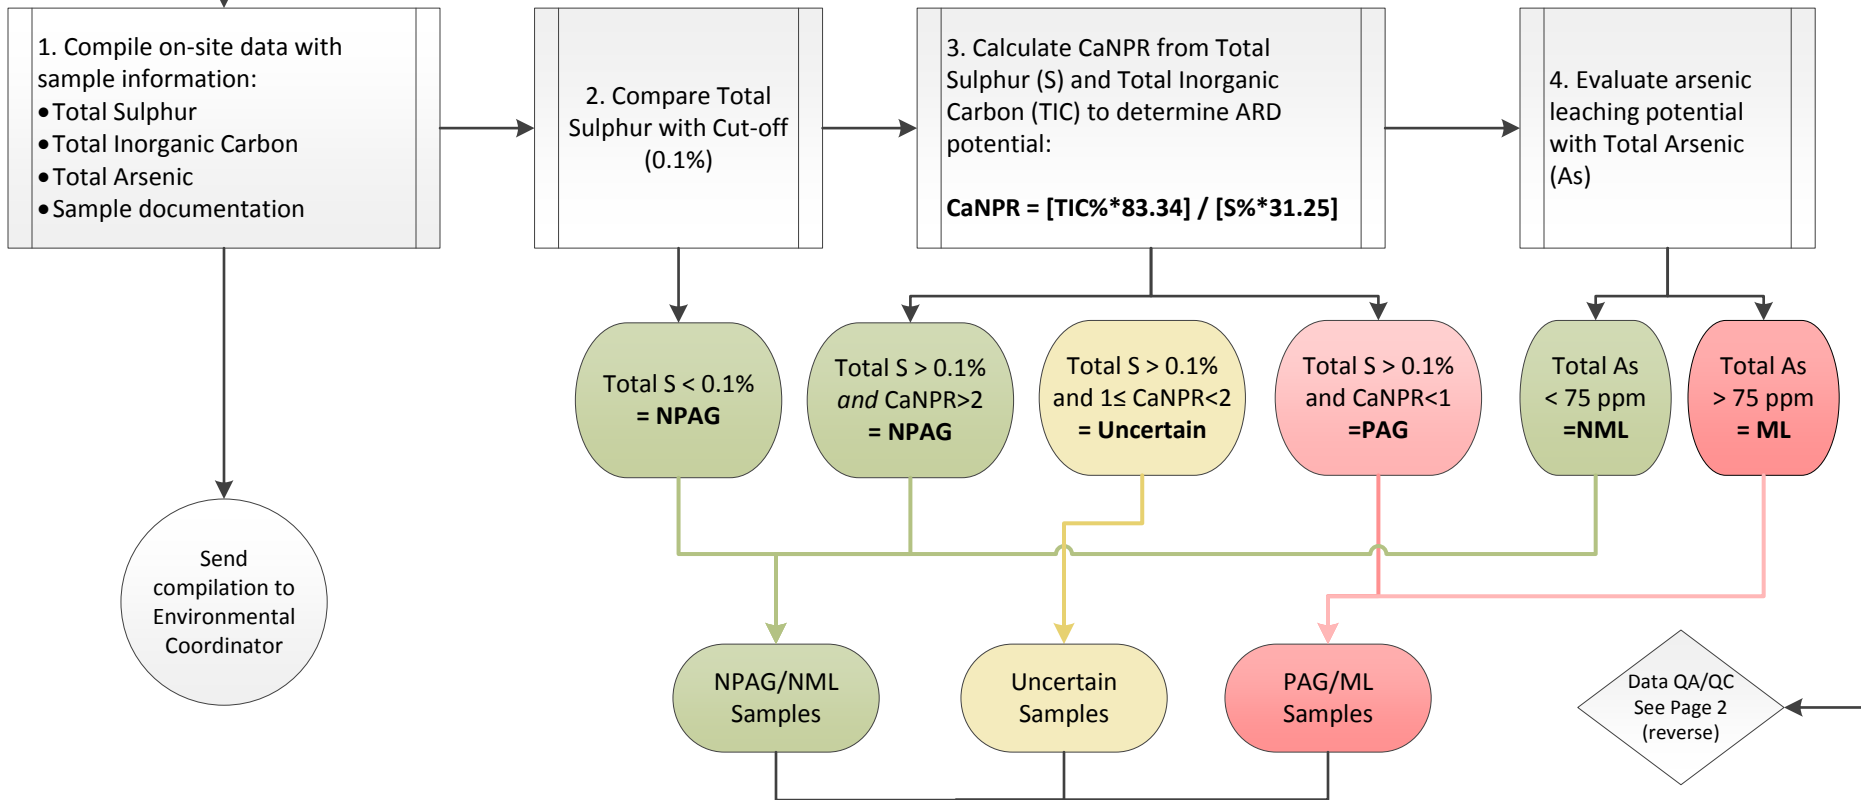 1. Compile on-site data with
sample information:
•Total Sulphur
•Total Inorganic Carbon
•Total Arsenic
•Sample documentation
2. Compare Total
Sulphur with Cut-off
(0.1%)
3. Calculate CaNPR from Total
Sulphur (S) and Total Inorganic
Carbon (TIC) to determine ARD
potential:
CaNPR = [TIC%*83.34] / [S%*31.25]
4. Evaluate arsenic
leaching potential
with Total Arsenic
(As)
Total S < 0.1%
= NPAG
Total S > 0.1%
and CaNPR>2
= NPAG
Total S > 0.1%
and 1≤ CaNPR<2
= Uncertain
Total S > 0.1%
and CaNPR<1
=PAG
Total As
< 75 ppm
=NML
Total As
> 75 ppm
= ML
Send
compilation to
Environmental
Coordinator
NPAG/NML
Samples
Uncertain
Samples
PAG/ML
Samples
Data QA/QC
See Page 2
(reverse)